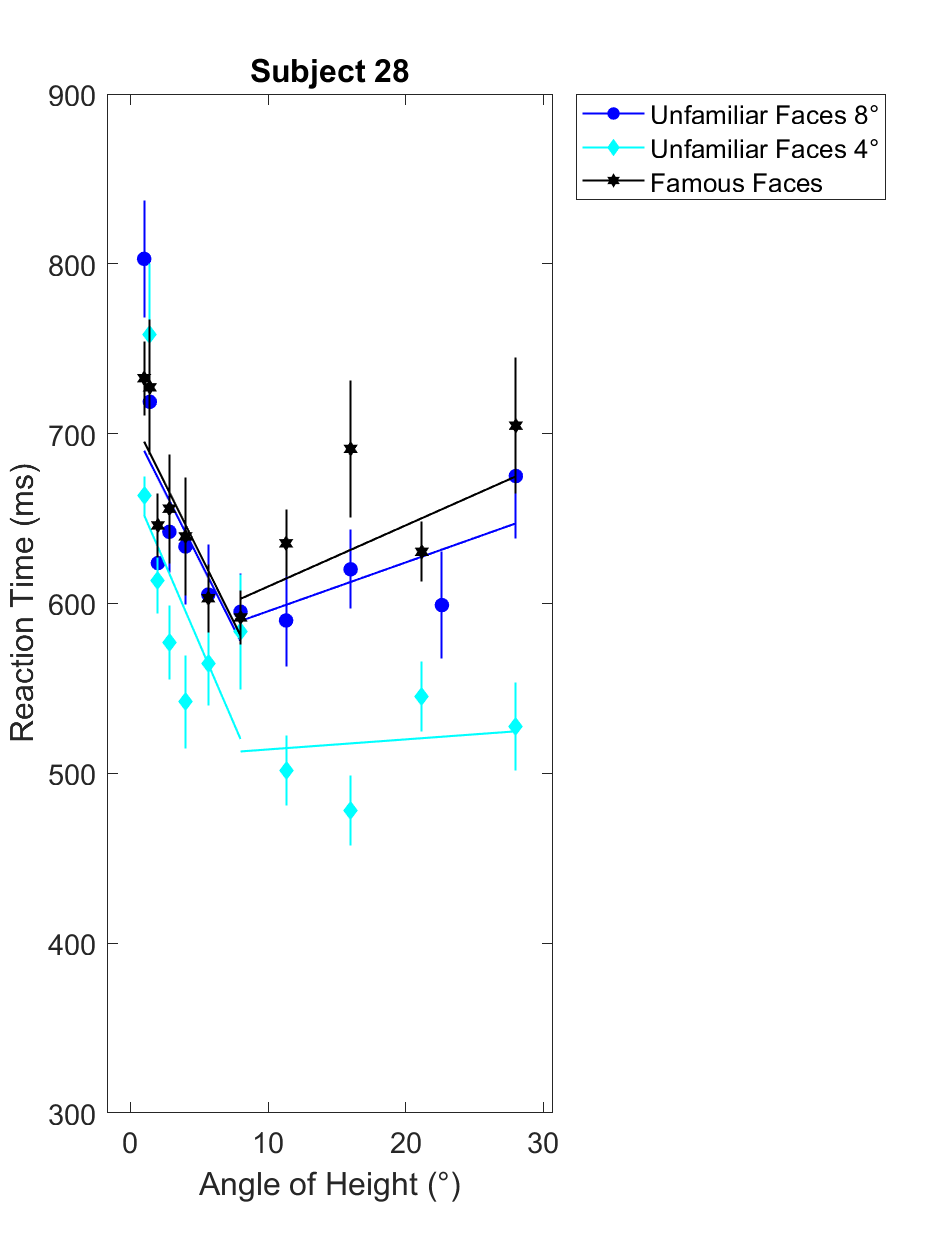 Subject 28
900
800
700
600
500
400
300
0 10 20 30
Reaction Time (ms)
Angle of Height (°)
Unfamiliar Faces 8°
Unfamiliar Faces 4°
Famous Faces